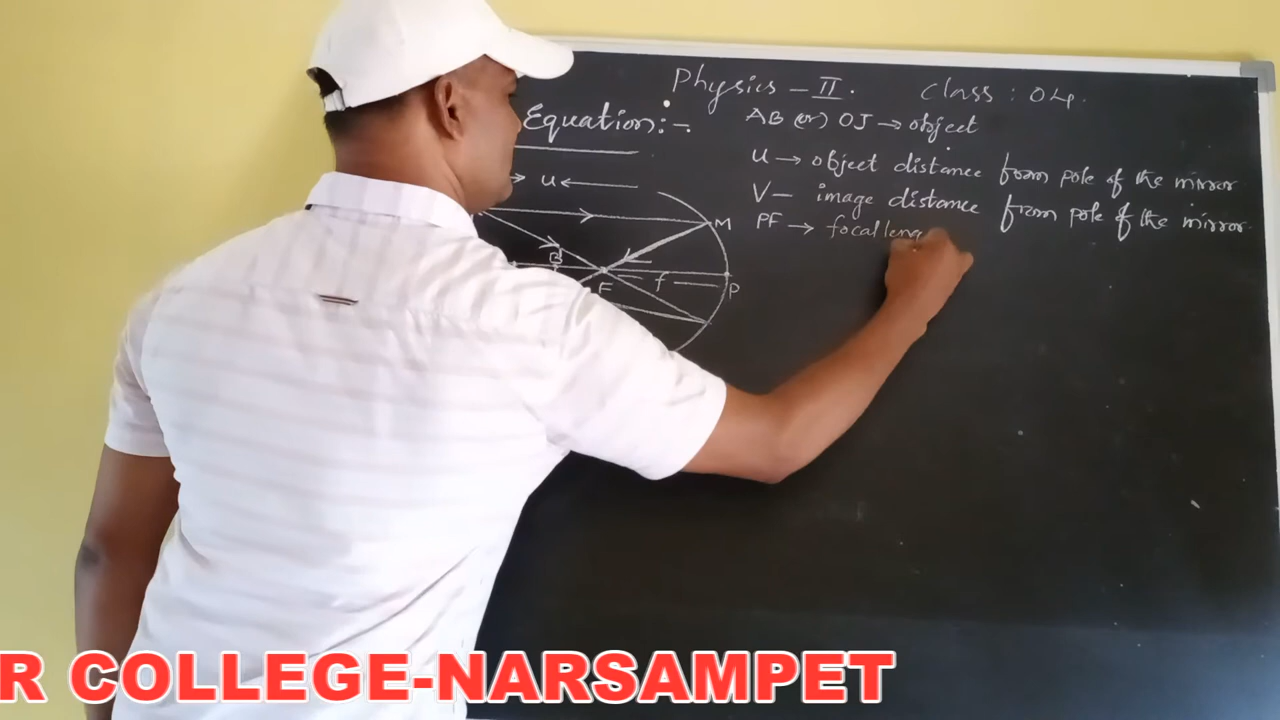 Physics - II. Class : 04.
Equation:-
AB (or) OJ → object
u → object distance from pole of the mirror
V - image distance from pole of the mirror.
PF → focal leng
→ u ←
M
B
F
f
P
R COLLEGE-NARSAMPET